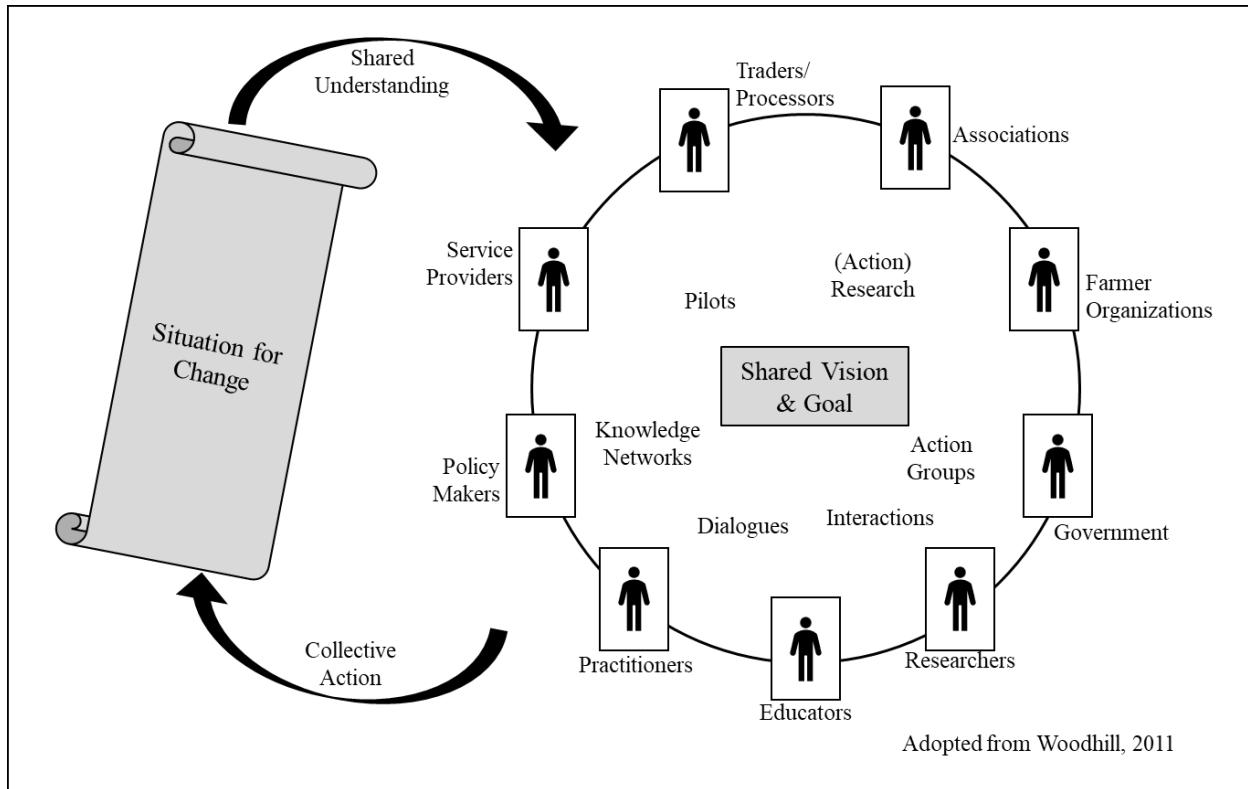 Shared
Understanding
Traders/
Processors
Associations
Service
Providers
(Action)
Research
Farmer
Organizations
Pilots
Situation for
Change
Shared Vision
& Goal
Knowledge
Networks
Action
Groups
Policy
Makers
Dialogues
Interactions
Government
Collective
Action
Practitioners
Researchers
Educators
Adopted from Woodhill, 2011